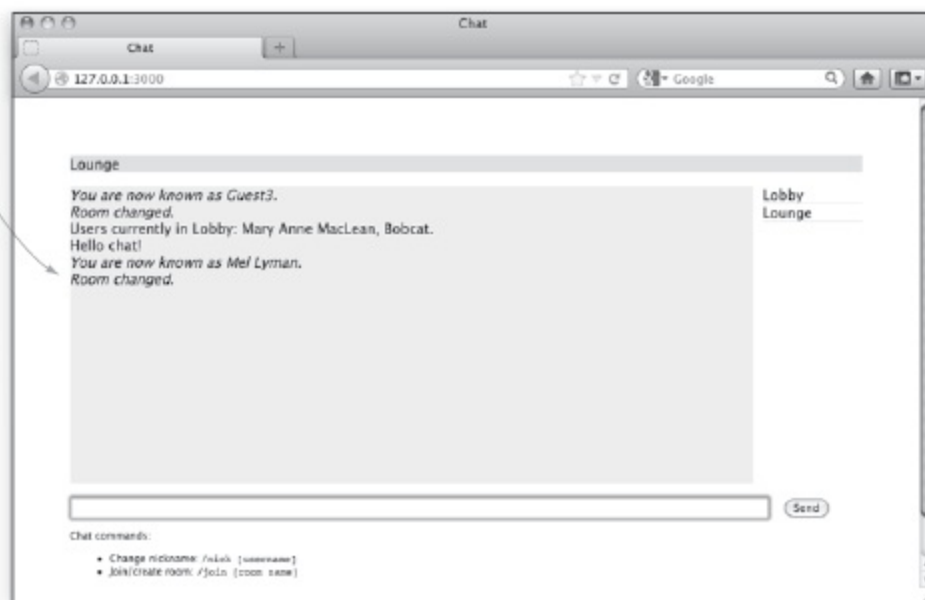 Chat
Chat
127.0.0.1:3000
Google
Lounge
You are now known as Guest3.
Room changed.
Users currently in Lobby: Mary Anne MacLean, Bobcat.
Hello chat!
You are now known as Mel Lyman.
Room changed.
Lobby
Lounge
Send
Chat commands:
• Change nickname: /nick [username]
• Join/create room: /join [room name]